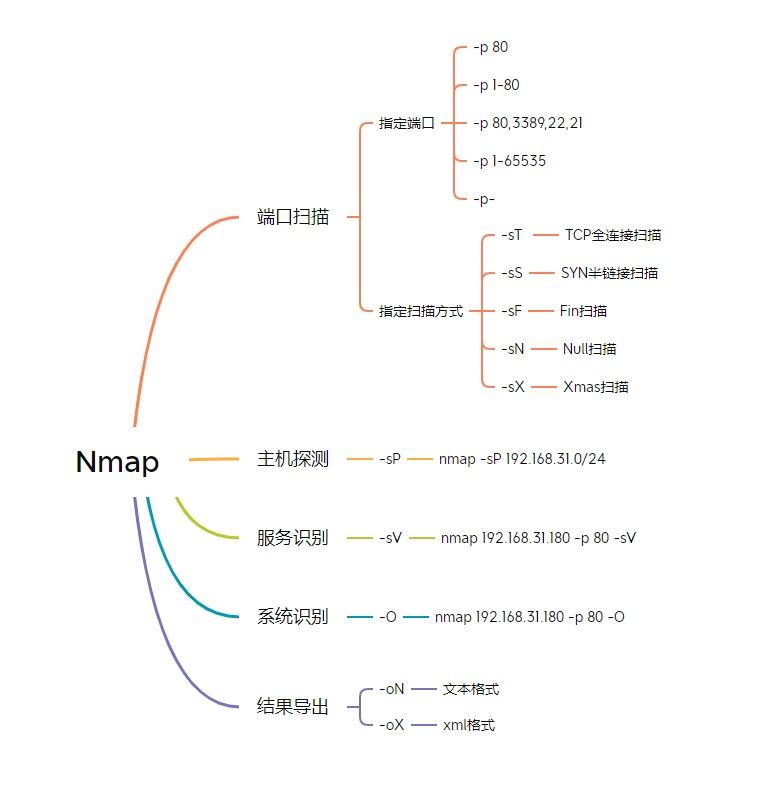 Nmap
端口扫描
指定端口
-p 80
-p 1-80
-p 80,3389,22,21
-p 1-65535
-p-
指定扫描方式
-sT
TCP全连接扫描
-sS
SYN半链接扫描
-sF
Fin扫描
-sN
Null扫描
-sX
Xmas扫描
主机探测
-sP
nmap -sP 192.168.31.0/24
服务识别
-sV
nmap 192.168.31.180 -p 80 -sV
系统识别
-O
nmap 192.168.31.180 -p 80 -O
结果导出
-oN
文本格式
-oX
xml格式